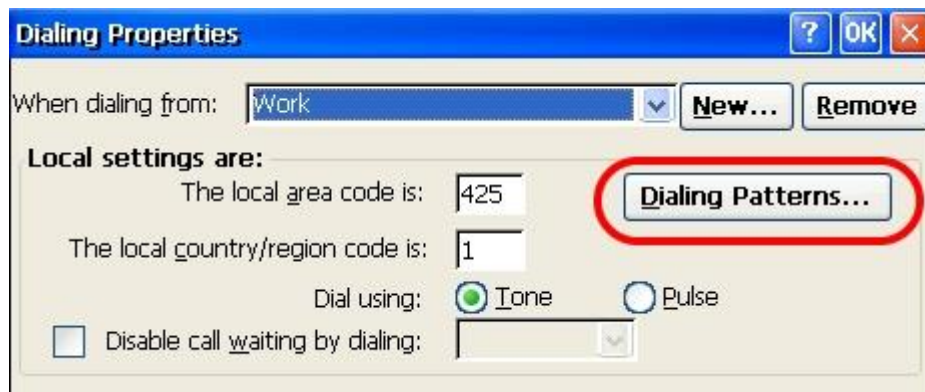 Dialing Properties ? OK
When dialing from: Work New... Remove
Local settings are:
The local area code is: 425 Dialing Patterns...
The local country/region code is: 1
Dial using: Tone Pulse
Disable call waiting by dialing: